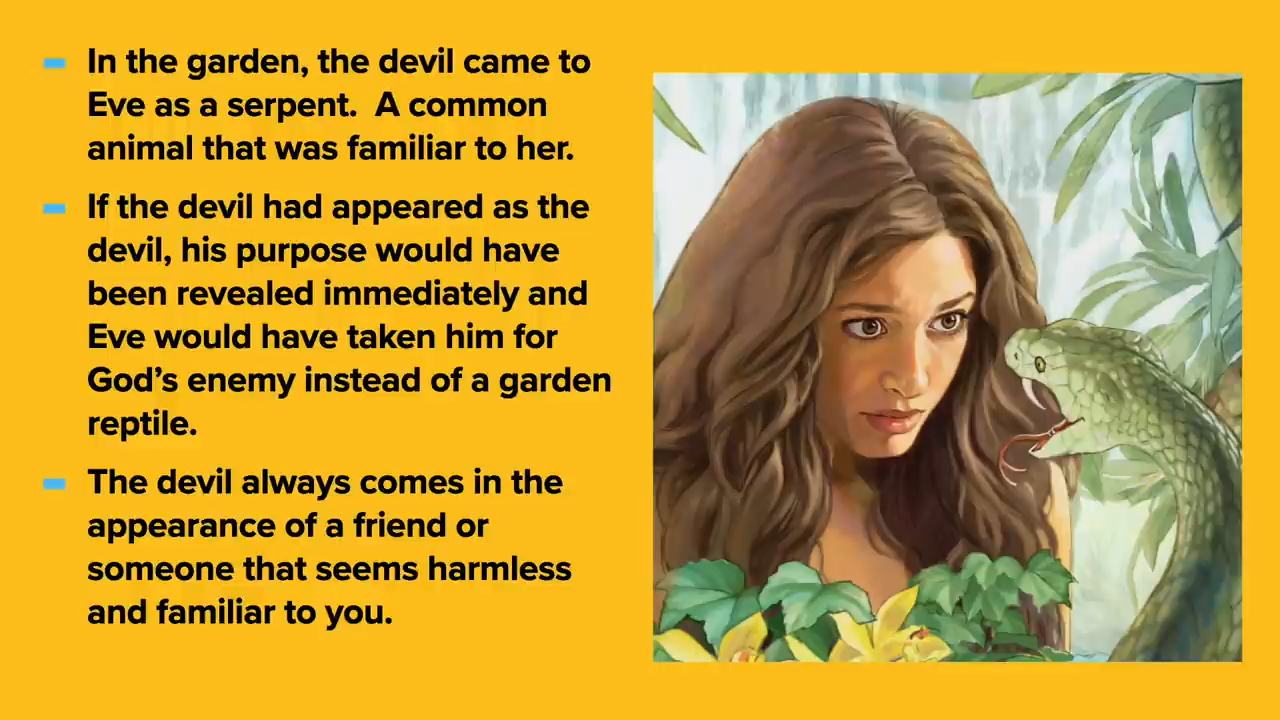 In the garden, the devil came to
Eve as a serpent.  A common
animal that was familiar to her.
If the devil had appeared as the
devil, his purpose would have
been revealed immediately and
Eve would have taken him for
God’s enemy instead of a garden
reptile.
The devil always comes in the
appearance of a friend or
someone that seems harmless
and familiar to you.